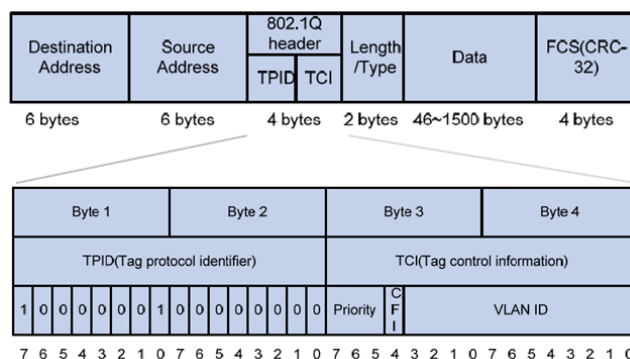 Destination Address
Source Address
802.1Q header
TPID TCI
Length /Type
Data
FCS(CRC-32)
6 bytes 6 bytes 4 bytes 2 bytes 46~1500 bytes 4 bytes
Byte 1 Byte 2 Byte 3 Byte 4
TPID(Tag protocol identifier) TCI(Tag control information)
1 0 0 0 0 0 0 1 0 0 0 0 0 0 0 0 Priority CFI VLAN ID
7 6 5 4 3 2 1 0 7 6 5 4 3 2 1 0 7 6 5 4 3 2 1 0 7 6 5 4 3 2 1 0